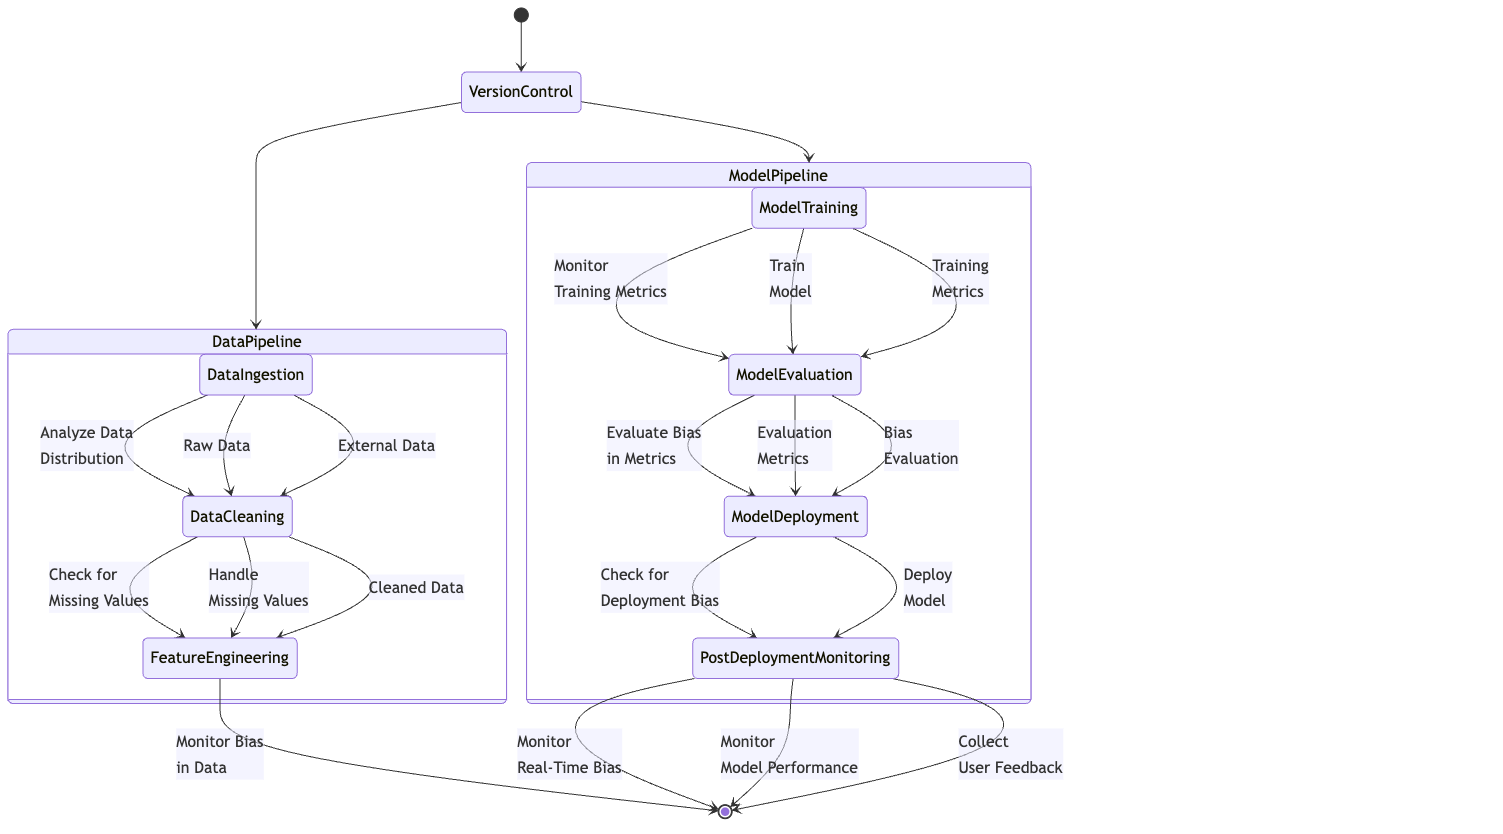 VersionControl
ModelPipeline
ModelTraining
Monitor
Training Metrics
Train
Model
Training
Metrics
DataPipeline
DataIngestion
ModelEvaluation
Analyze Data
Distribution
Raw Data
External Data
Evaluate Bias
in Metrics
Evaluation
Metrics
Bias
Evaluation
DataCleaning
ModelDeployment
Check for
Missing Values
Handle
Missing Values
Cleaned Data
Check for
Deployment Bias
Deploy
Model
FeatureEngineering
PostDeploymentMonitoring
Monitor Bias
in Data
Monitor
Real-Time Bias
Monitor
Model Performance
Collect
User Feedback